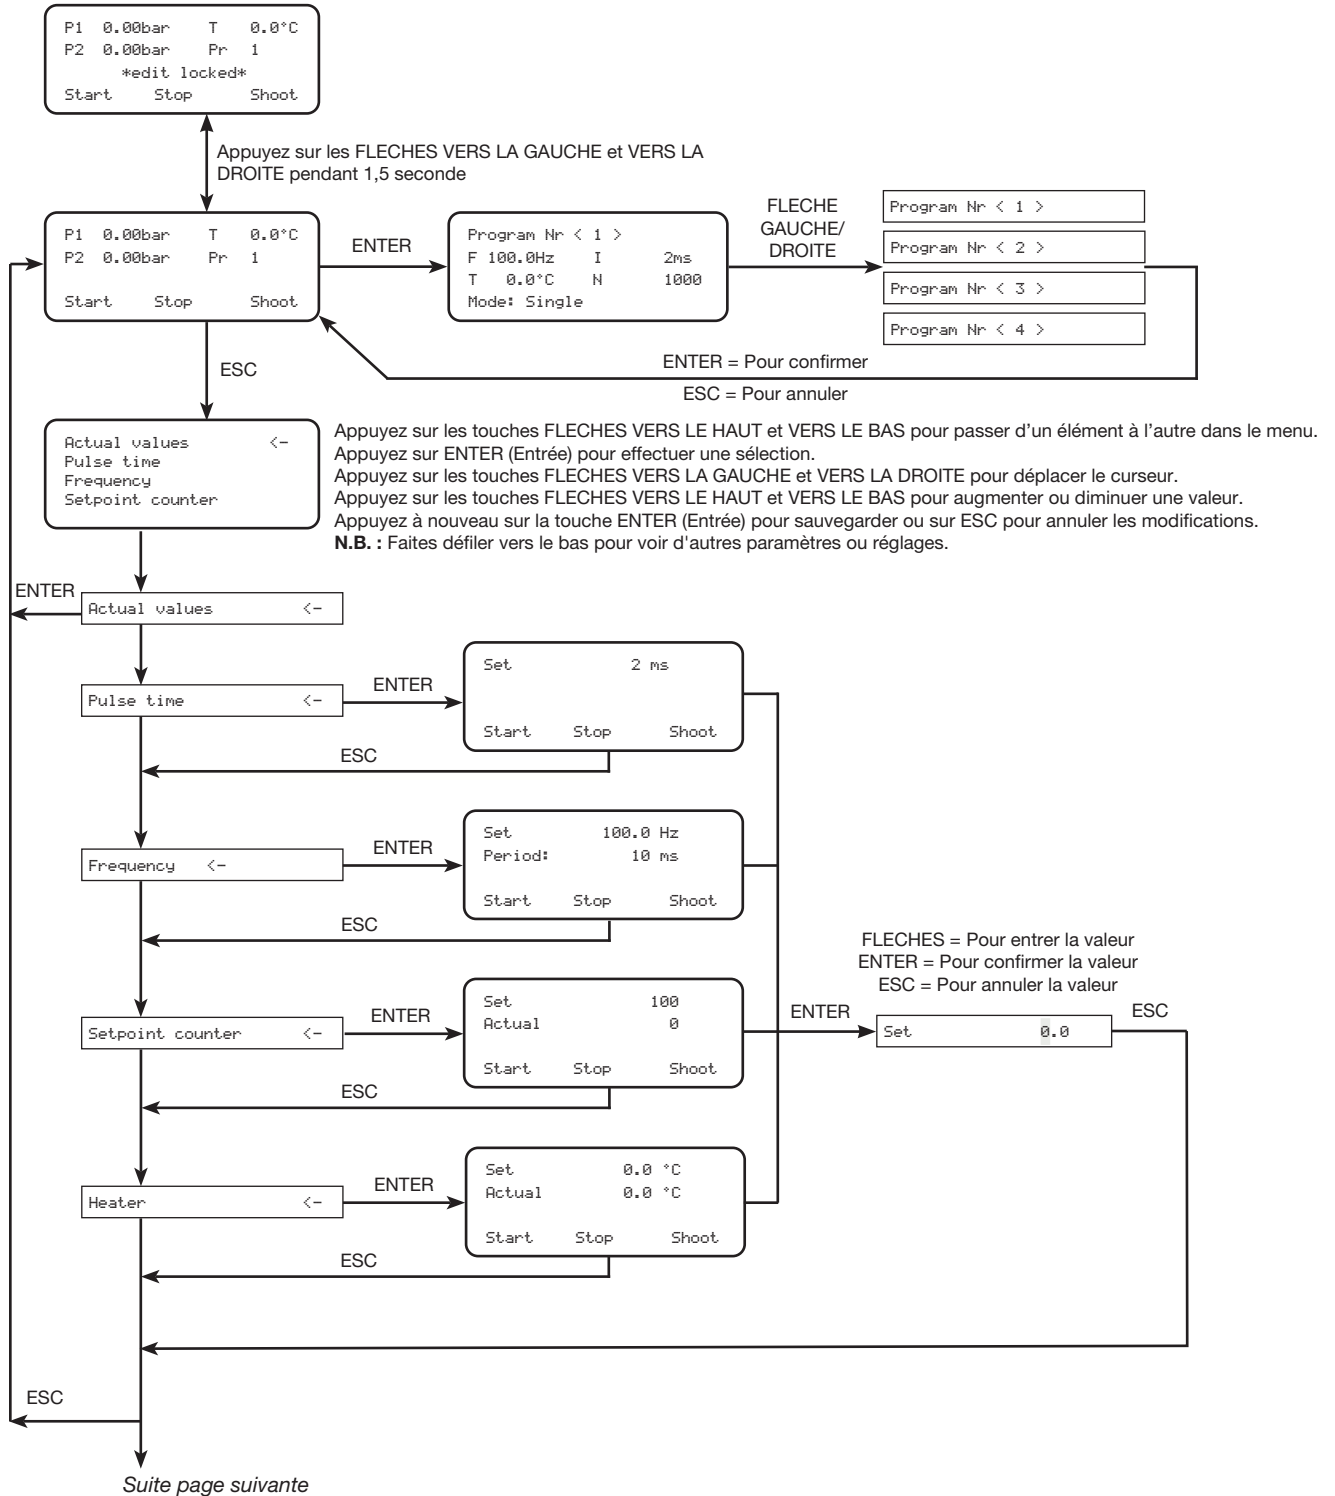 P1 0.00bar T 0.0°C
P2 0.00bar Pr 1
*edit locked*
Start Stop Shoot
Appuyez sur les FLECHES VERS LA GAUCHE et VERS LA
DROITE pendant 1,5 seconde
P1 0.00bar T 0.0°C
P2 0.00bar Pr 1
Start Stop Shoot
ENTER
Program Nr < 1 >
F 100.0Hz I 2ms
T 0.0°C N 1000
Mode: Single
FLECHE
GAUCHE/
DROITE
Program Nr < 1 >
Program Nr < 2 >
Program Nr < 3 >
Program Nr < 4 >
ENTER = Pour confirmer
ESC = Pour annuler
ESC
Actual values <-
Pulse time
Frequency
Setpoint counter
Appuyez sur les touches FLECHES VERS LE HAUT et VERS LE BAS pour passer d'un élément à l'autre dans le menu.
Appuyez sur ENTER (Entrée) pour effectuer une sélection.
Appuyez sur les touches FLECHES VERS LA GAUCHE et VERS LA DROITE pour déplacer le curseur.
Appuyez sur les touches FLECHES VERS LE HAUT et VERS LE BAS pour augmenter ou diminuer une valeur.
Appuyez à nouveau sur la touche ENTER (Entrée) pour sauvegarder ou sur ESC pour annuler les modifications.
N.B. : Faites défiler vers le bas pour voir d'autres paramètres ou réglages.
ENTER
Actual values <-
Pulse time <-
ENTER
Set 2 ms
Start Stop Shoot
ESC
Frequency <-
ENTER
Set 100.0 Hz
Period: 10 ms
Start Stop Shoot
ESC
Setpoint counter <-
ENTER
Set 100
Actual 0
Start Stop Shoot
ESC
ENTER
FLECHES = Pour entrer la valeur
ENTER = Pour confirmer la valeur
ESC = Pour annuler la valeur
Set 0.0
ESC
Heater <-
ENTER
Set 0.0 °C
Actual 0.0 °C
Start Stop Shoot
ESC
ESC
Suite page suivante